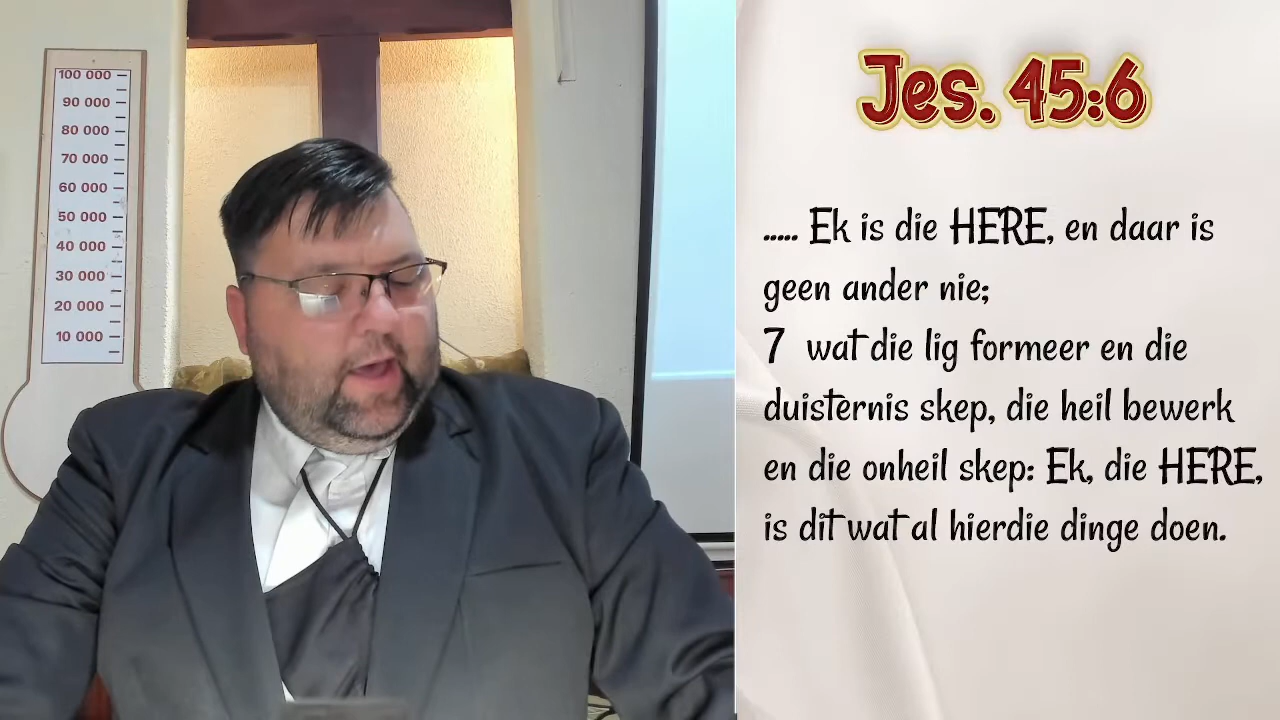 100 000
90 000
80 000
70 000
60 000
50 000
40 000
30 000
20 000
10 000
Jes. 45:6
..... Ek is die HERE, en daar is
geen ander nie;
7 wat die lig formeer en die
duisternis skep, die heil bewerk
en die onheil skep: Ek, die HERE,
is dit wat al hierdie dinge doen.